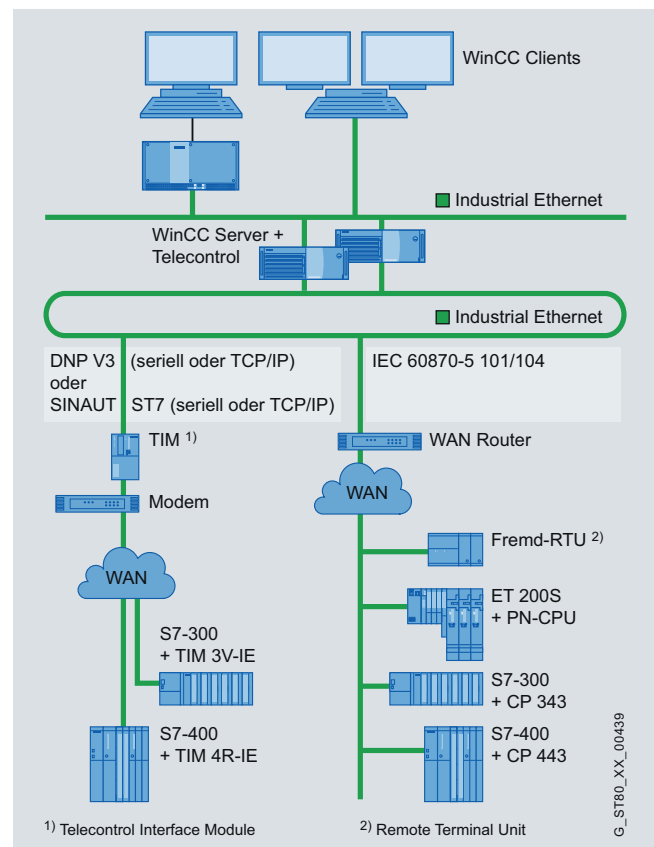 WinCC Clients
Industrial Ethernet
WinCC Server +
Telecontrol
Industrial Ethernet
DNP V3 (seriell oder TCP/IP)
oder
SINAUT ST7 (seriell oder TCP/IP)
IEC 60870-5 101/104
TIM 1)
WAN Router
Modem
WAN
WAN
Fremd-RTU 2)
ET 200S
+ PN-CPU
S7-300
+ TIM 3V-IE
S7-300
+ CP 343
S7-400
+ TIM 4R-IE
S7-400
+ CP 443
G_ST80_XX_00439
1) Telecontrol Interface Module
2) Remote Terminal Unit